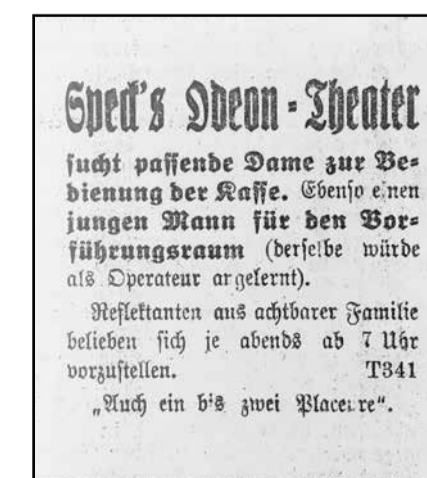 Speck's Odeon-Theater
sucht passende Dame zur Be-
dienung der Kasse. Ebenso einen
jungen Mann für den Vor-
führungsraum (derselbe würde
als Operateur angelernt).
Reflektanten aus achtbarer Familie
belieben sich je abends ab 7 Uhr
vorzustellen. T341
„Auch ein bis zwei Placeure".